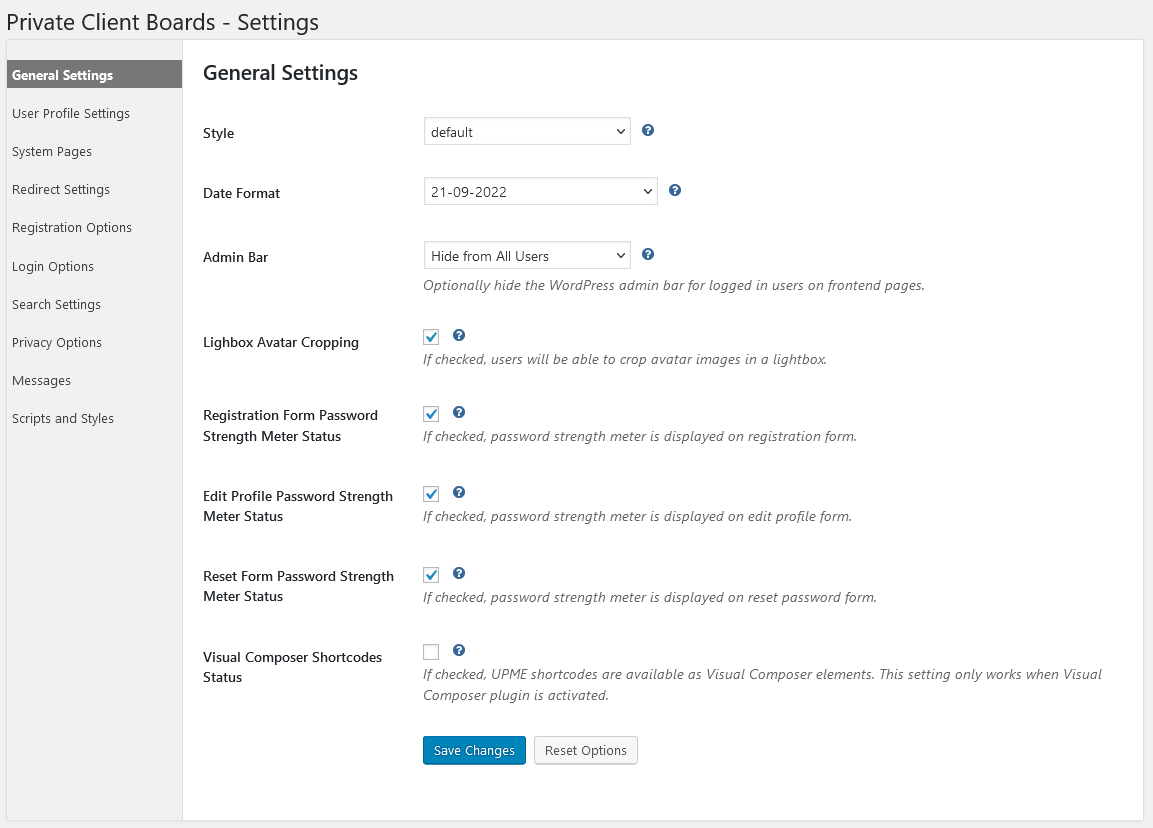 Private Client Boards - Settings
General Settings
User Profile Settings
System Pages
Redirect Settings
Registration Options
Login Options
Search Settings
Privacy Options
Messages
Scripts and Styles
General Settings
Style
default
?
Date Format
21-09-2022
?
Admin Bar
Hide from All Users
?
Optionally hide the WordPress admin bar for logged in users on frontend pages.
Lighbox Avatar Cropping
?
If checked, users will be able to crop avatar images in a lightbox.
Registration Form Password
Strength Meter Status
?
If checked, password strength meter is displayed on registration form.
Edit Profile Password Strength
Meter Status
?
If checked, password strength meter is displayed on edit profile form.
Reset Form Password Strength
Meter Status
?
If checked, password strength meter is displayed on reset password form.
Visual Composer Shortcodes
Status
?
If checked, UPME shortcodes are available as Visual Composer elements. This setting only works when Visual
Composer plugin is activated.
Save Changes
Reset Options